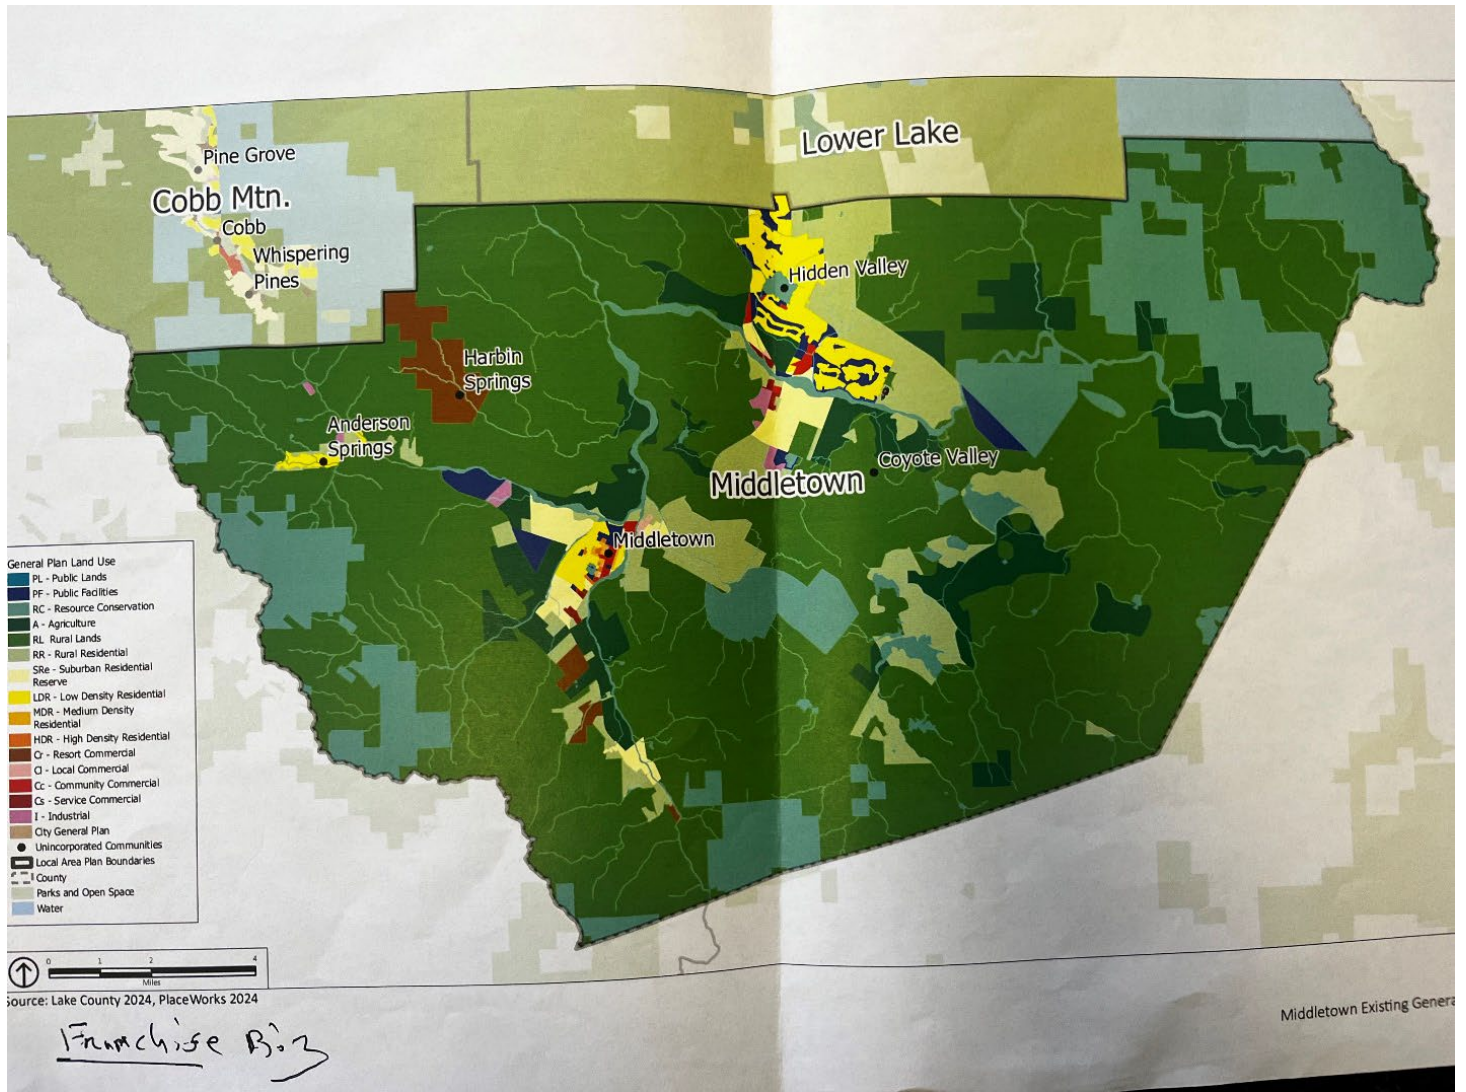 Lower Lake
Pine Grove
Cobb Mtn.
Cobb
Whispering
Pines
Hidden Valley
Harbin
Springs
Anderson
Springs
Coyote Valley
Middletown
Middletown
General Plan Land Use
PL - Public Lands
PF - Public Facilities
RC - Resource Conservation
A - Agriculture
RL Rural Lands
RR - Rural Residential
SRe - Suburban Residential
Reserve
LDR - Low Density Residential
MDR - Medium Density
Residential
HDR - High Density Residential
Cr - Resort Commercial
Cl - Local Commercial
Cc - Community Commercial
Cs - Service Commercial
I - Industrial
City General Plan
Unincorporated Communities
Local Area Plan Boundaries
County
Parks and Open Space
Water
0 1 2 4
Miles
Source: Lake County 2024, PlaceWorks 2024
Middletown Existing Genera
Franchise Biz